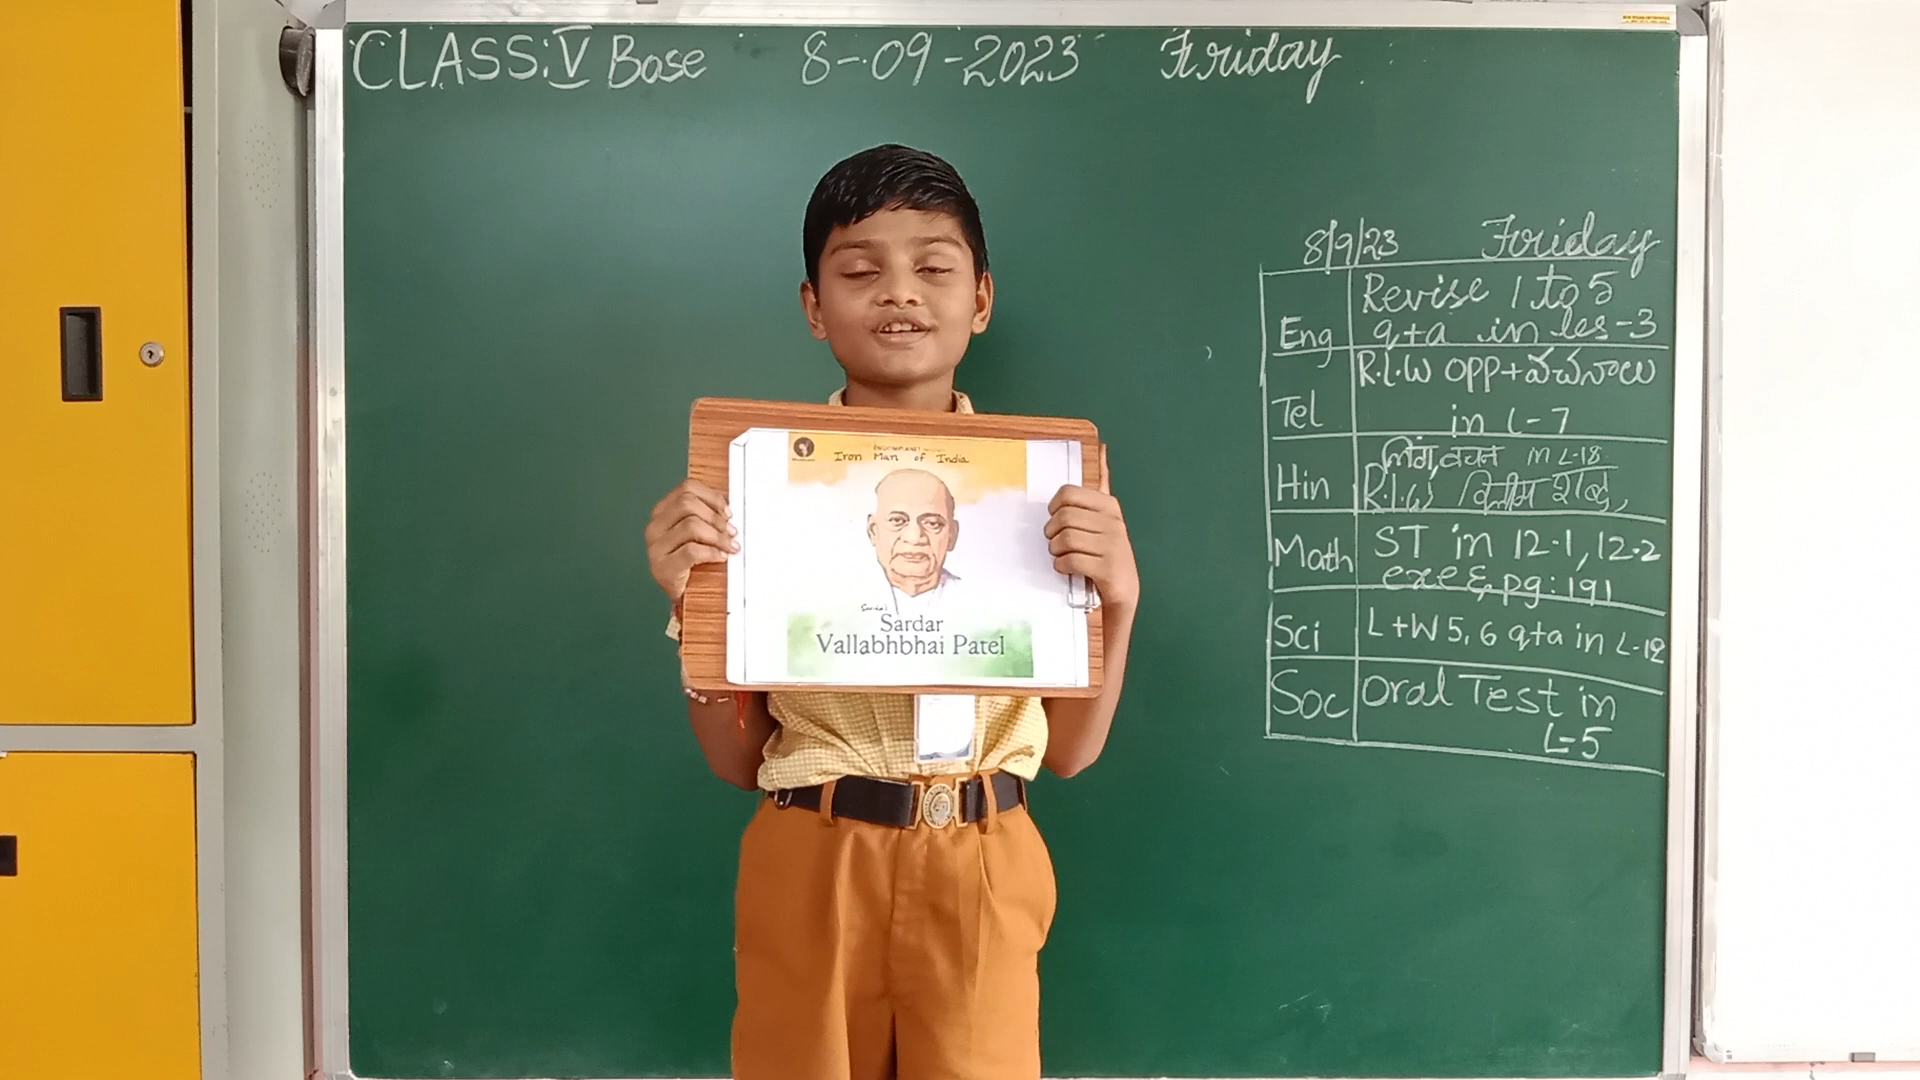 CLASS: V Bose 8-09-2023 Friday
8/9/23 Friday
Eng Revise 1 to 5
q+a in les-3
Tel R.L.W opp+వచనాలు
in L-7
Hin लिंग, वचन in L-18
R.L.W विलोम शब्द,
Math ST in 12.1, 12.2
exe & pg: 191
Sci L+W 5, 6 q+a in L-12
Soc Oral Test in
L-5
Iron Man of India
Sardar
Vallabhbhai Patel